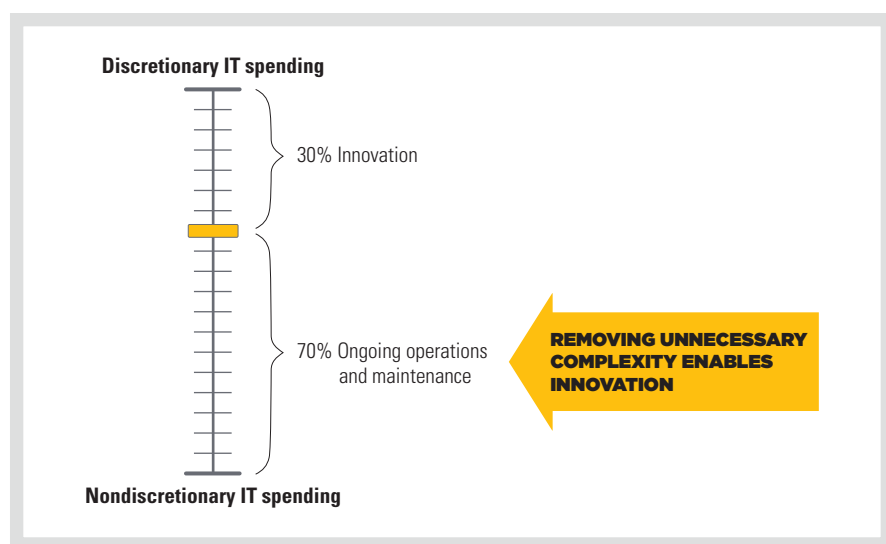 Discretionary IT spending
30% Innovation
70% Ongoing operations
and maintenance
REMOVING UNNECESSARY
COMPLEXITY ENABLES
INNOVATION
Nondiscretionary IT spending